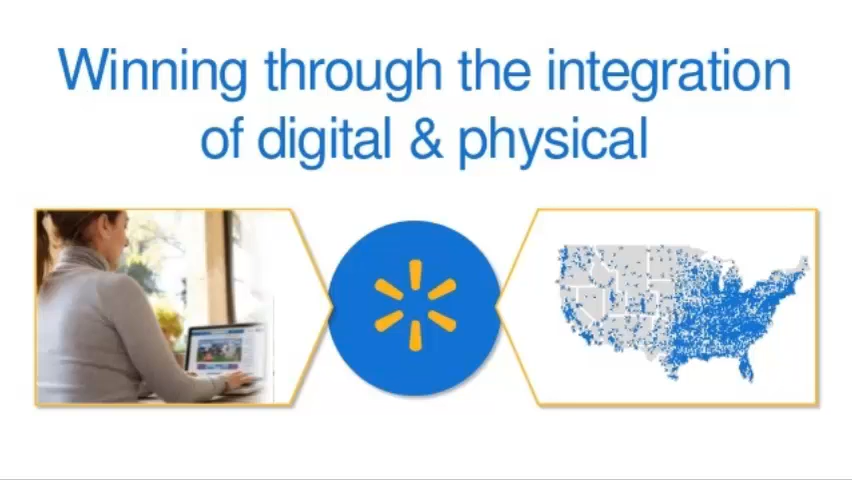 Winning through the integration
of digital & physical